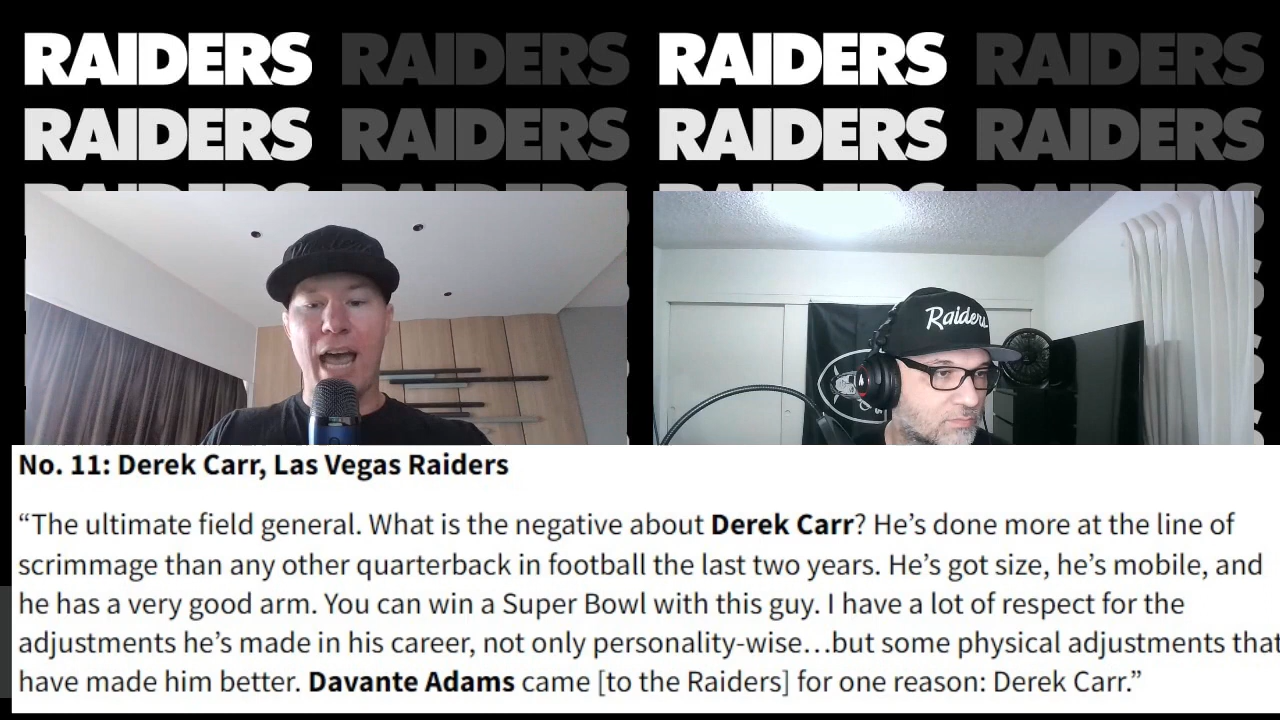 RAIDERS RAIDERS RAIDERS RAIDERS
RAIDERS RAIDERS RAIDERS RAIDERS
RAIDERS RAIDERS RAIDERS RAIDERS
Raiders
No. 11: Derek Carr, Las Vegas Raiders
“The ultimate field general. What is the negative about Derek Carr? He’s done more at the line of
scrimmage than any other quarterback in football the last two years. He’s got size, he’s mobile, and
he has a very good arm. You can win a Super Bowl with this guy. I have a lot of respect for the
adjustments he’s made in his career, not only personality-wise…but some physical adjustments that
have made him better. Davante Adams came [to the Raiders] for one reason: Derek Carr.”